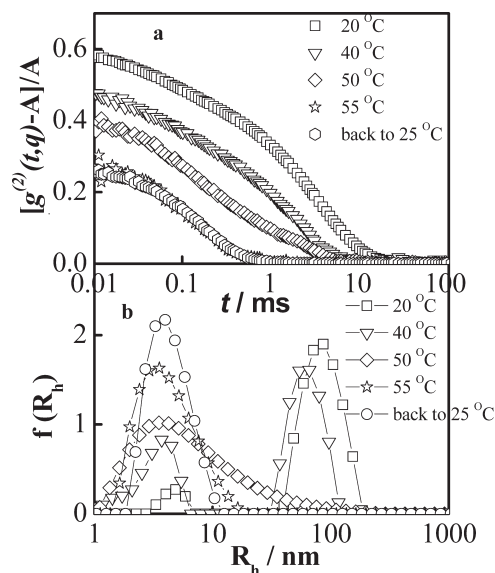 a
20 °C
40 °C
50 °C
55 °C
back to 25 °C
[g(2)(t,q)-A]/A
0.6
0.4
0.2
0.0
0.01 0.1 1 10 100
t / ms
b
20 °C
40 °C
50 °C
55 °C
back to 25 °C
f (Rh)
2
1
0
1 10 100 1000
Rh / nm